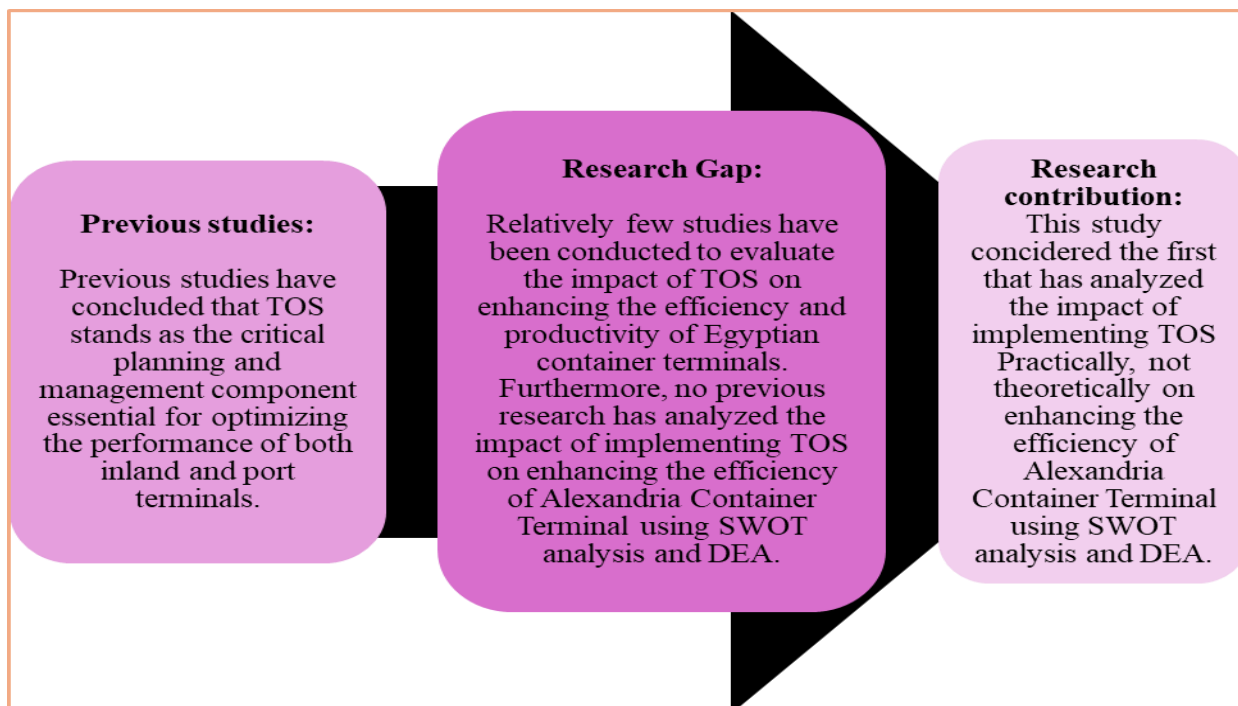 Previous studies:
Previous studies have
concluded that TOS
stands as the critical
planning and
management component
essential for optimizing
the performance of both
inland and port
terminals.
Research Gap:
Relatively few studies have
been conducted to evaluate
the impact of TOS on
enhancing the efficiency and
productivity of Egyptian
container terminals.
Furthermore, no previous
research has analyzed the
impact of implementing TOS
on enhancing the efficiency
of Alexandria Container
Terminal using SWOT
analysis and DEA.
Research
contribution:
This study
concidered the first
that has analyzed
the impact of
implementing TOS
Practically, not
theoretically on
enhancing the
efficiency of
Alexandria
Container Terminal
using SWOT
analysis and DEA.